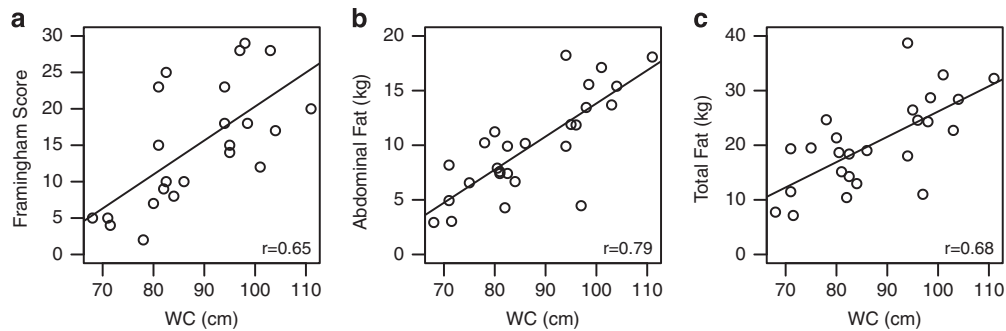 a
30
25
20
15
10
5
0
Framingham Score
r=0.65
70 80 90 100 110
WC (cm)
b
20
15
10
5
0
Abdominal Fat (kg)
r=0.79
70 80 90 100 110
WC (cm)
c
40
30
20
10
0
Total Fat (kg)
r=0.68
70 80 90 100 110
WC (cm)